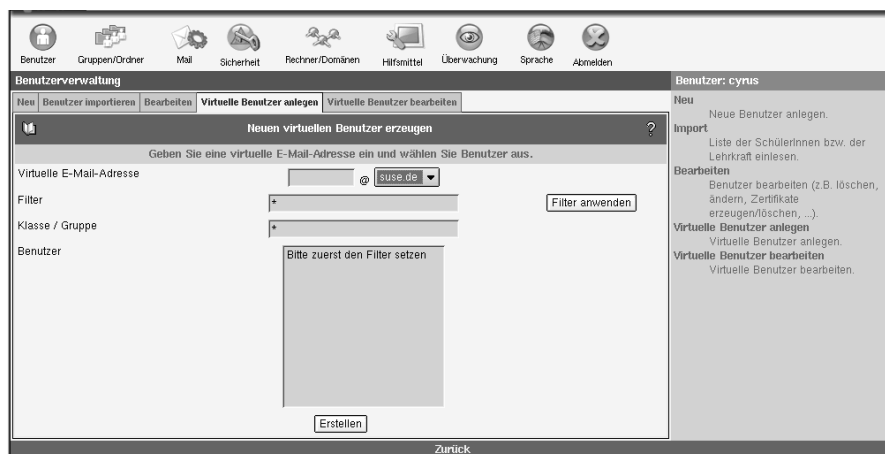 Benutzer Gruppen/Ordner Mail Sicherheit Rechner/Domänen Hilfsmittel Überwachung Sprache Abmelden
Benutzerverwaltung
Neu Benutzer importieren Bearbeiten Virtuelle Benutzer anlegen Virtuelle Benutzer bearbeiten
Neuen virtuellen Benutzer erzeugen ?
Geben Sie eine virtuelle E-Mail-Adresse ein und wählen Sie Benutzer aus.
Virtuelle E-Mail-Adresse @ suse.de
Filter * Filter anwenden
Klasse / Gruppe *
Benutzer
Bitte zuerst den Filter setzen
Erstellen
Benutzer: cyrus
Neu
Neue Benutzer anlegen.
Import
Liste der SchülerInnen bzw. der
Lehrkraft einlesen.
Bearbeiten
Benutzer bearbeiten (z.B. löschen,
ändern, Zertifikate
erzeugen/löschen, ...).
Virtuelle Benutzer anlegen
Virtuelle Benutzer anlegen.
Virtuelle Benutzer bearbeiten
Virtuelle Benutzer bearbeiten.
Zurück